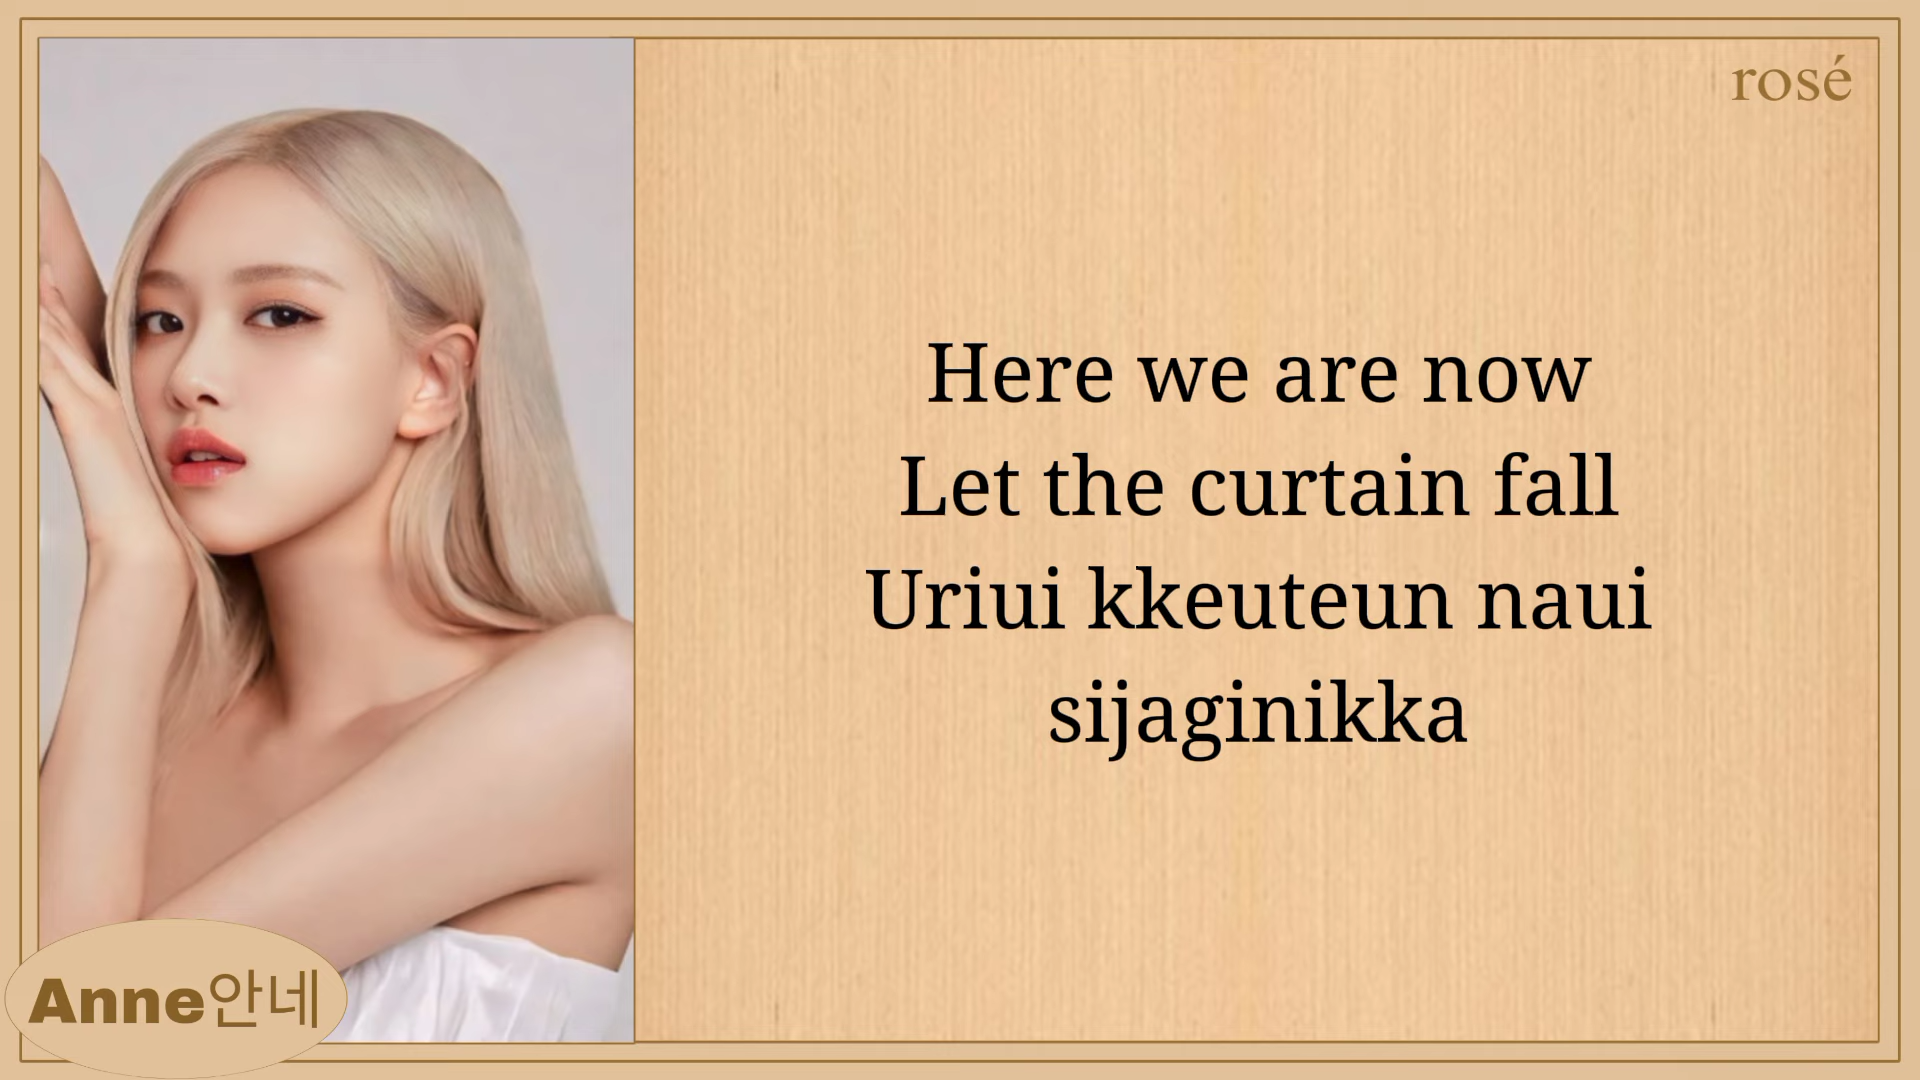 rosé
Here we are now
Let the curtain fall
Uriui kkeuteun naui
sijaginikka
Anne안네